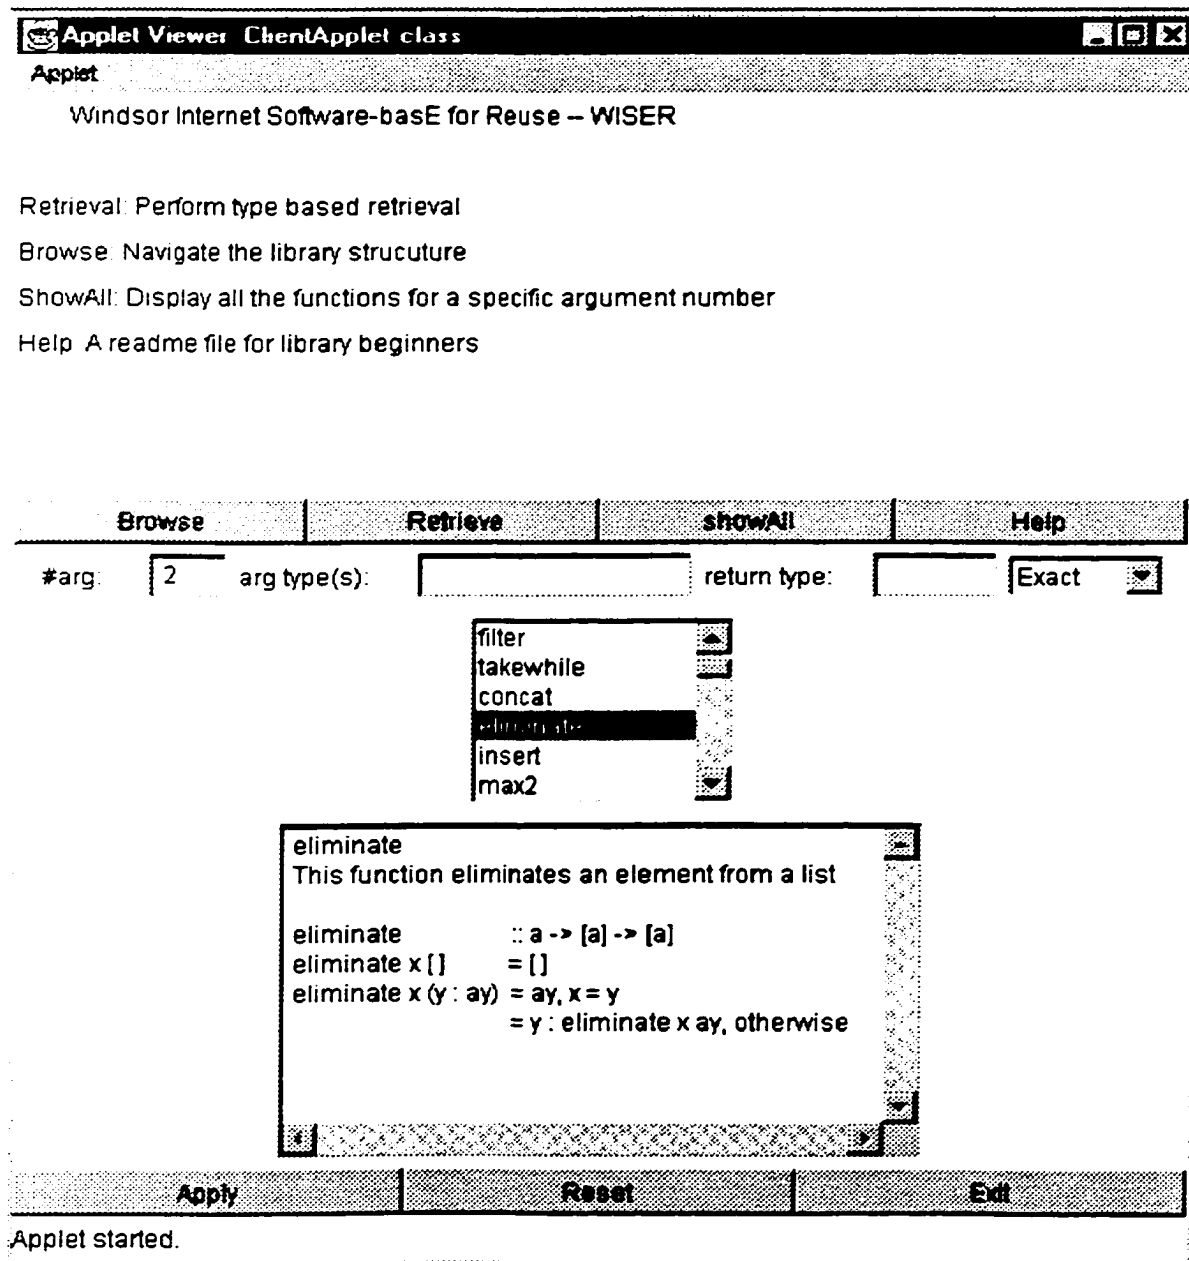 Applet Viewer ClientApplet class
Applet
Windsor Internet Software-basE for Reuse -- WISER
Retrieval: Perform type based retrieval
Browse: Navigate the library strucuture
ShowAll: Display all the functions for a specific argument number
Help A readme file for library beginners
Browse Retrieve showAll Help
#arg: 2 arg type(s): return type: Exact
filter
takewhile
concat
eliminate
insert
max2
eliminate
This function eliminates an element from a list
eliminate :: a -> [a] -> [a]
eliminate x [] = []
eliminate x (y : ay) = ay, x = y
= y : eliminate x ay, otherwise
Apply Reset Exit
Applet started.